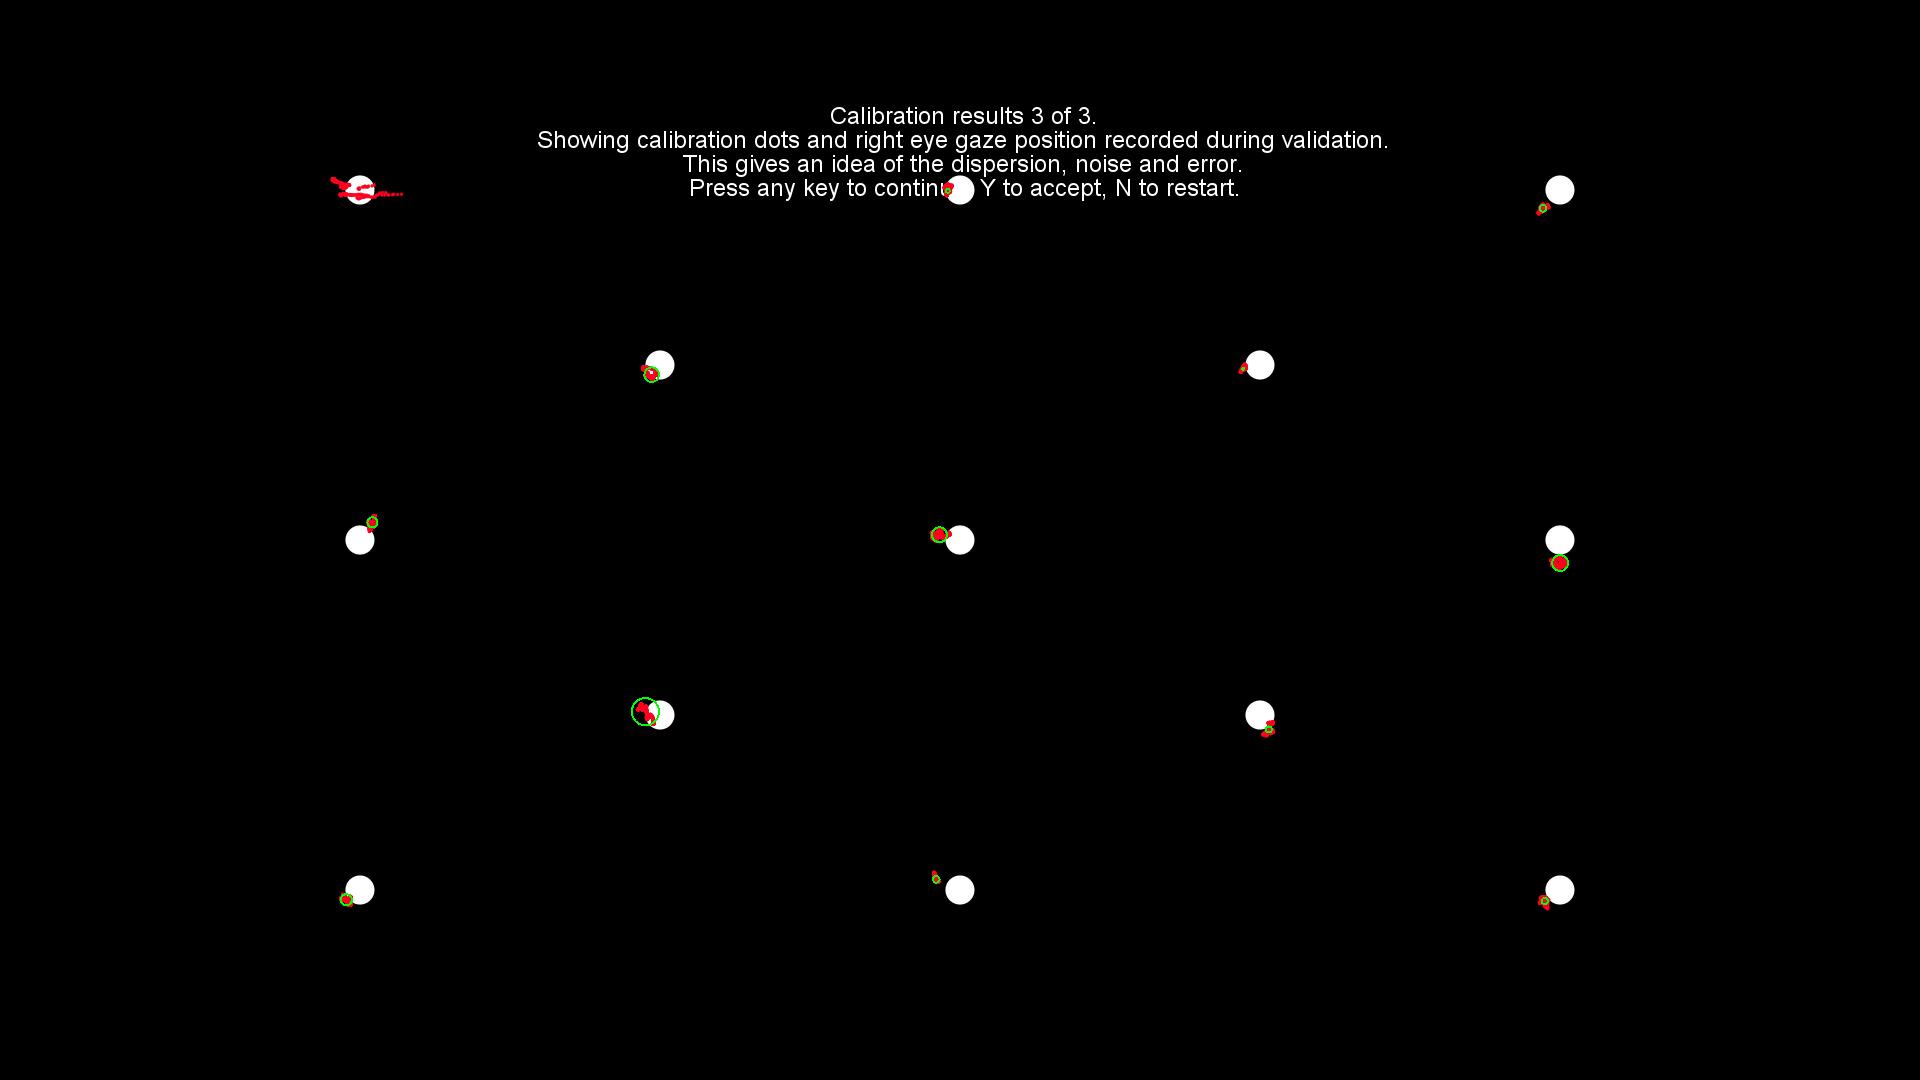 Calibration results 3 of 3.
Showing calibration dots and right eye gaze position recorded during validation.
This gives an idea of the dispersion, noise and error.
Press any key to continu Y to accept, N to restart.